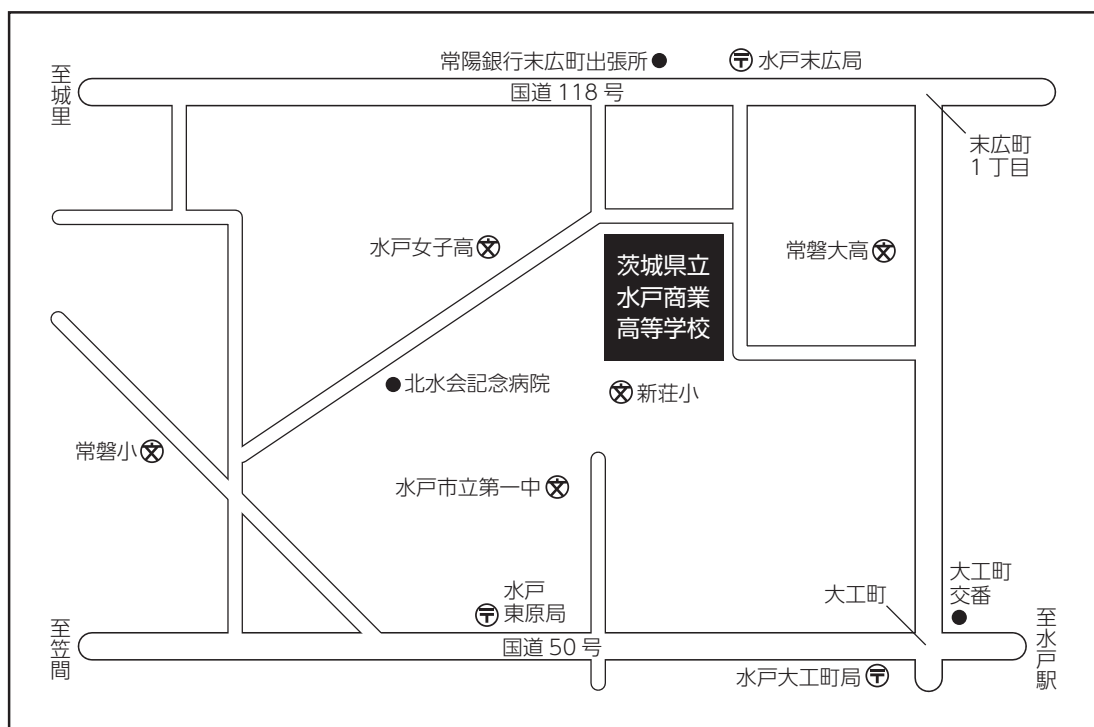 常陽銀行末広町出張所
水戸末広局
至城里
国道 118 号
末広町
1 丁目
水戸女子高
茨城県立
水戸商業
高等学校
常磐大高
北水会記念病院
新荘小
常磐小
水戸市立第一中
水戸
東原局
大工町
大工町
交番
至笠間
国道 50 号
至水戸駅
水戸大工町局